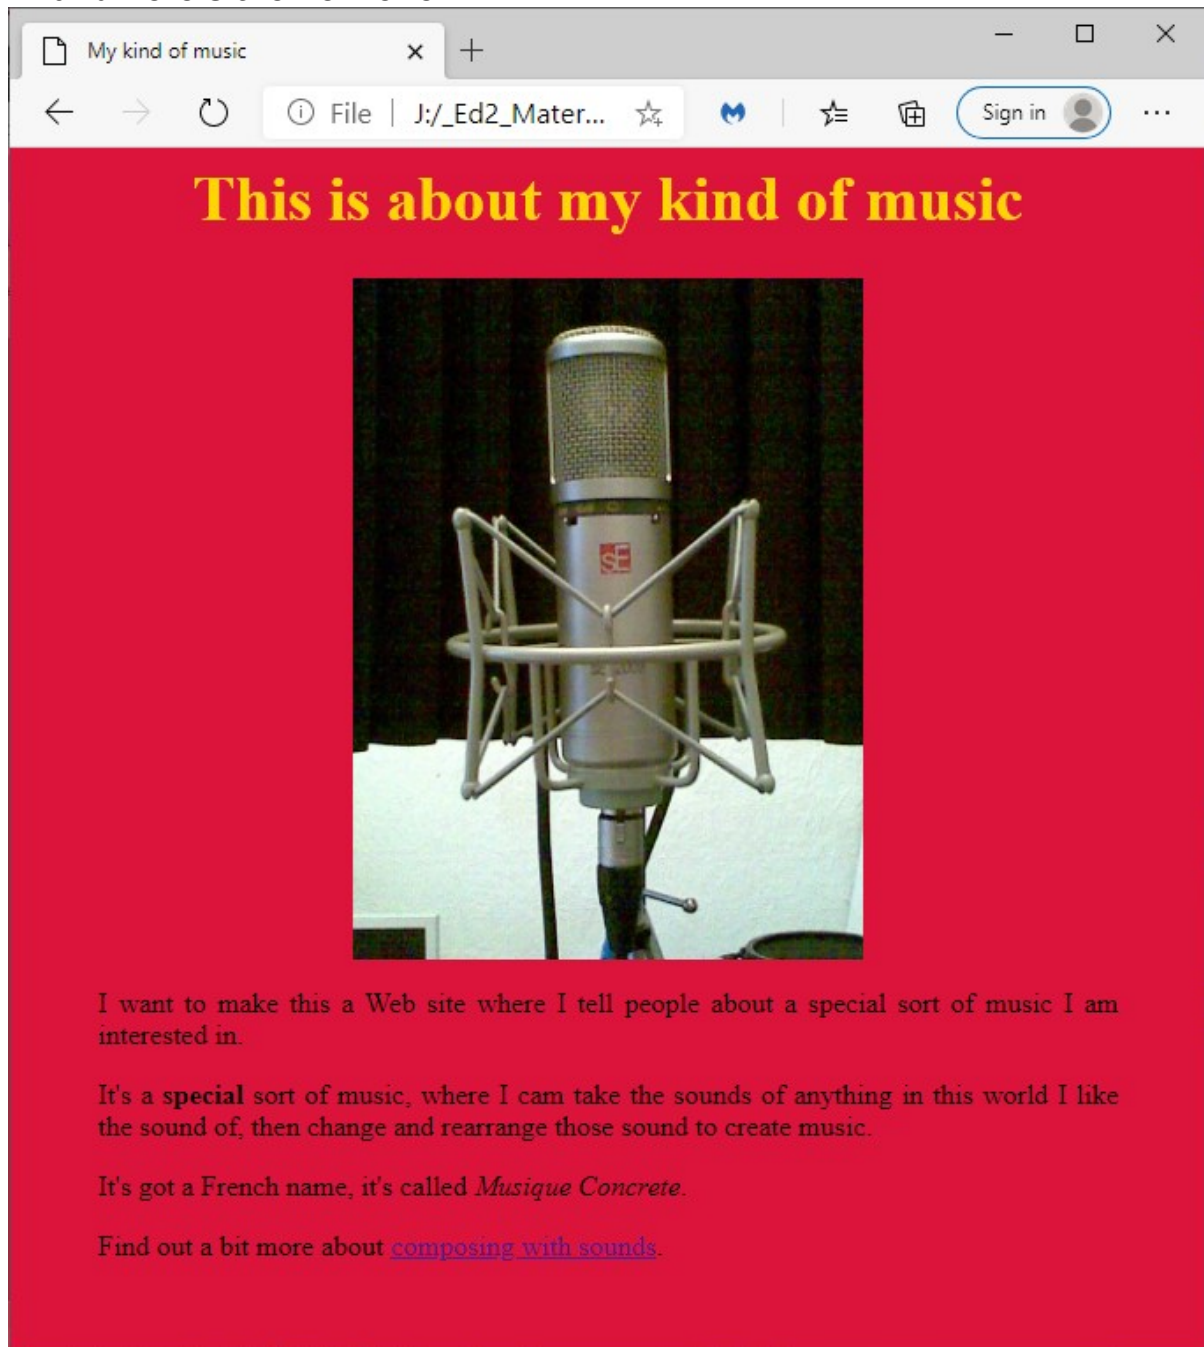 My kind of music
File
J:/_Ed2_Mater...
Sign in
This is about my kind of music
sE
I want to make this a Web site where I tell people about a special sort of music I am
interested in.
It's a special sort of music, where I cam take the sounds of anything in this world I like
the sound of, then change and rearrange those sound to create music.
It's got a French name, it's called Musique Concrete.
Find out a bit more about composing with sounds.